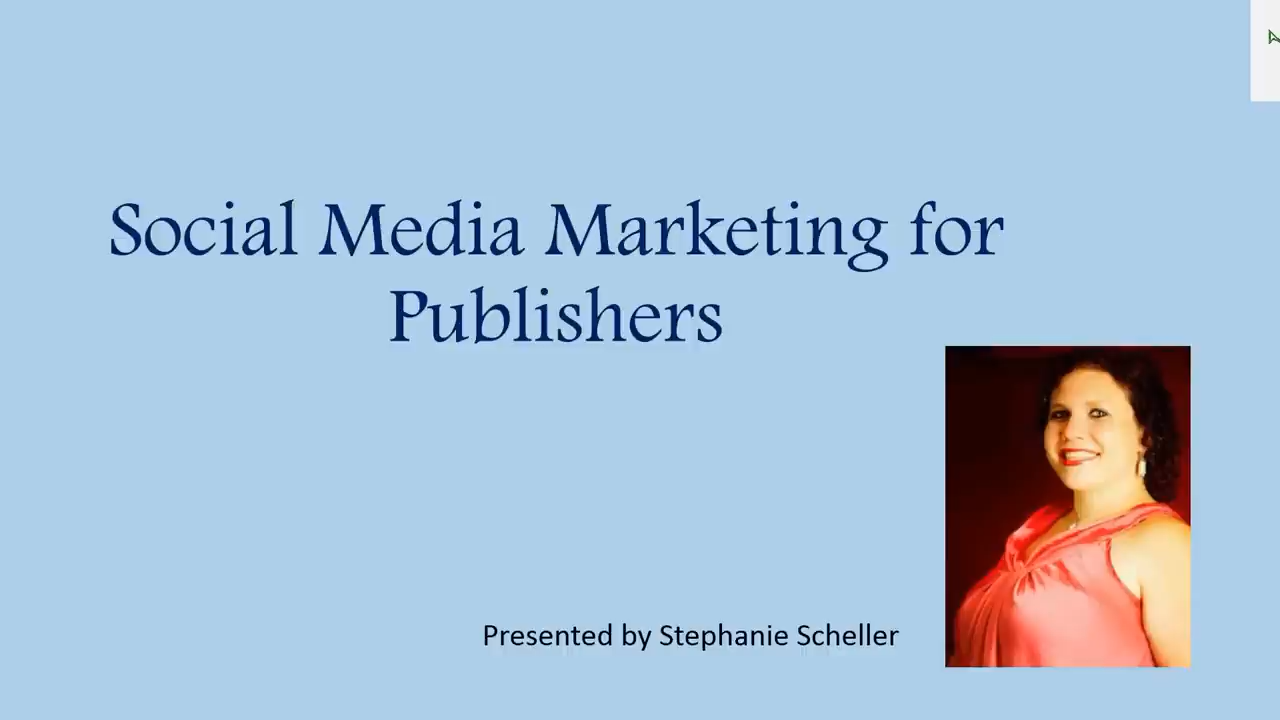 Social Media Marketing for
Publishers
Presented by Stephanie Scheller